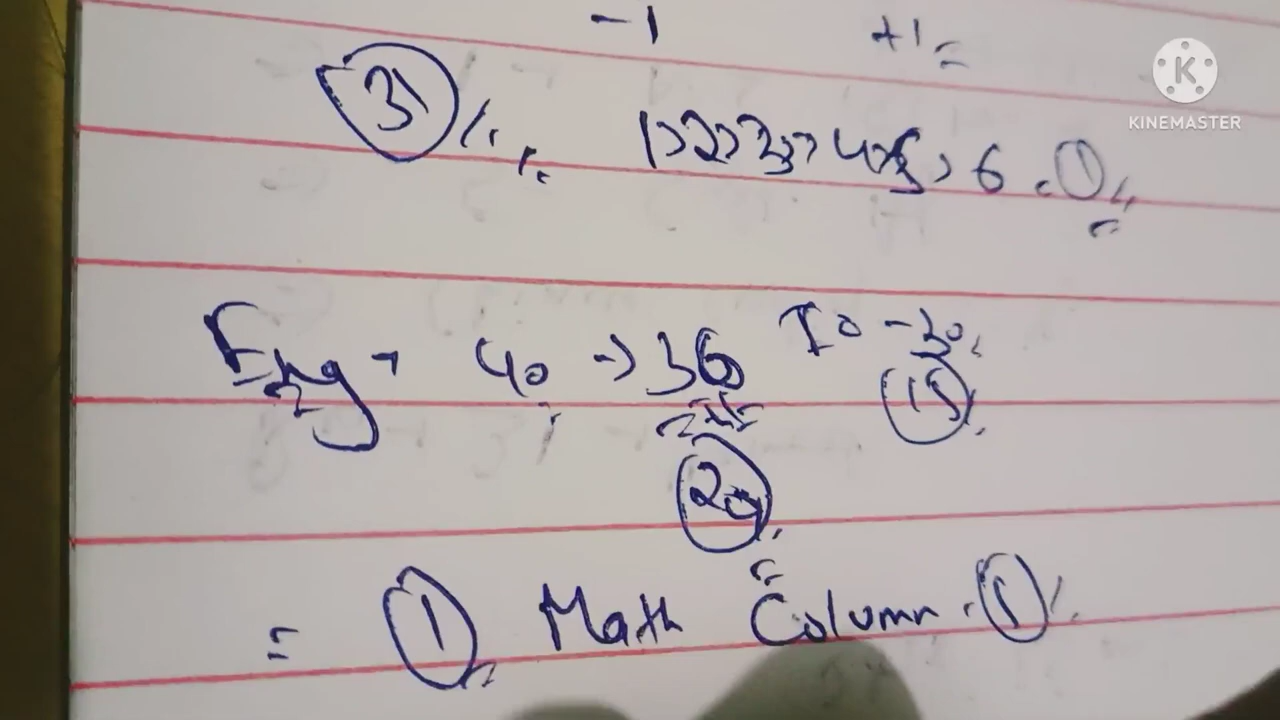 -1 +1=
31 1, 2, 3, 4, 5, 6. 1
KINEMASTER
Eng 40 → 36 10 - 20
15
20
= 1 Math Column. 1